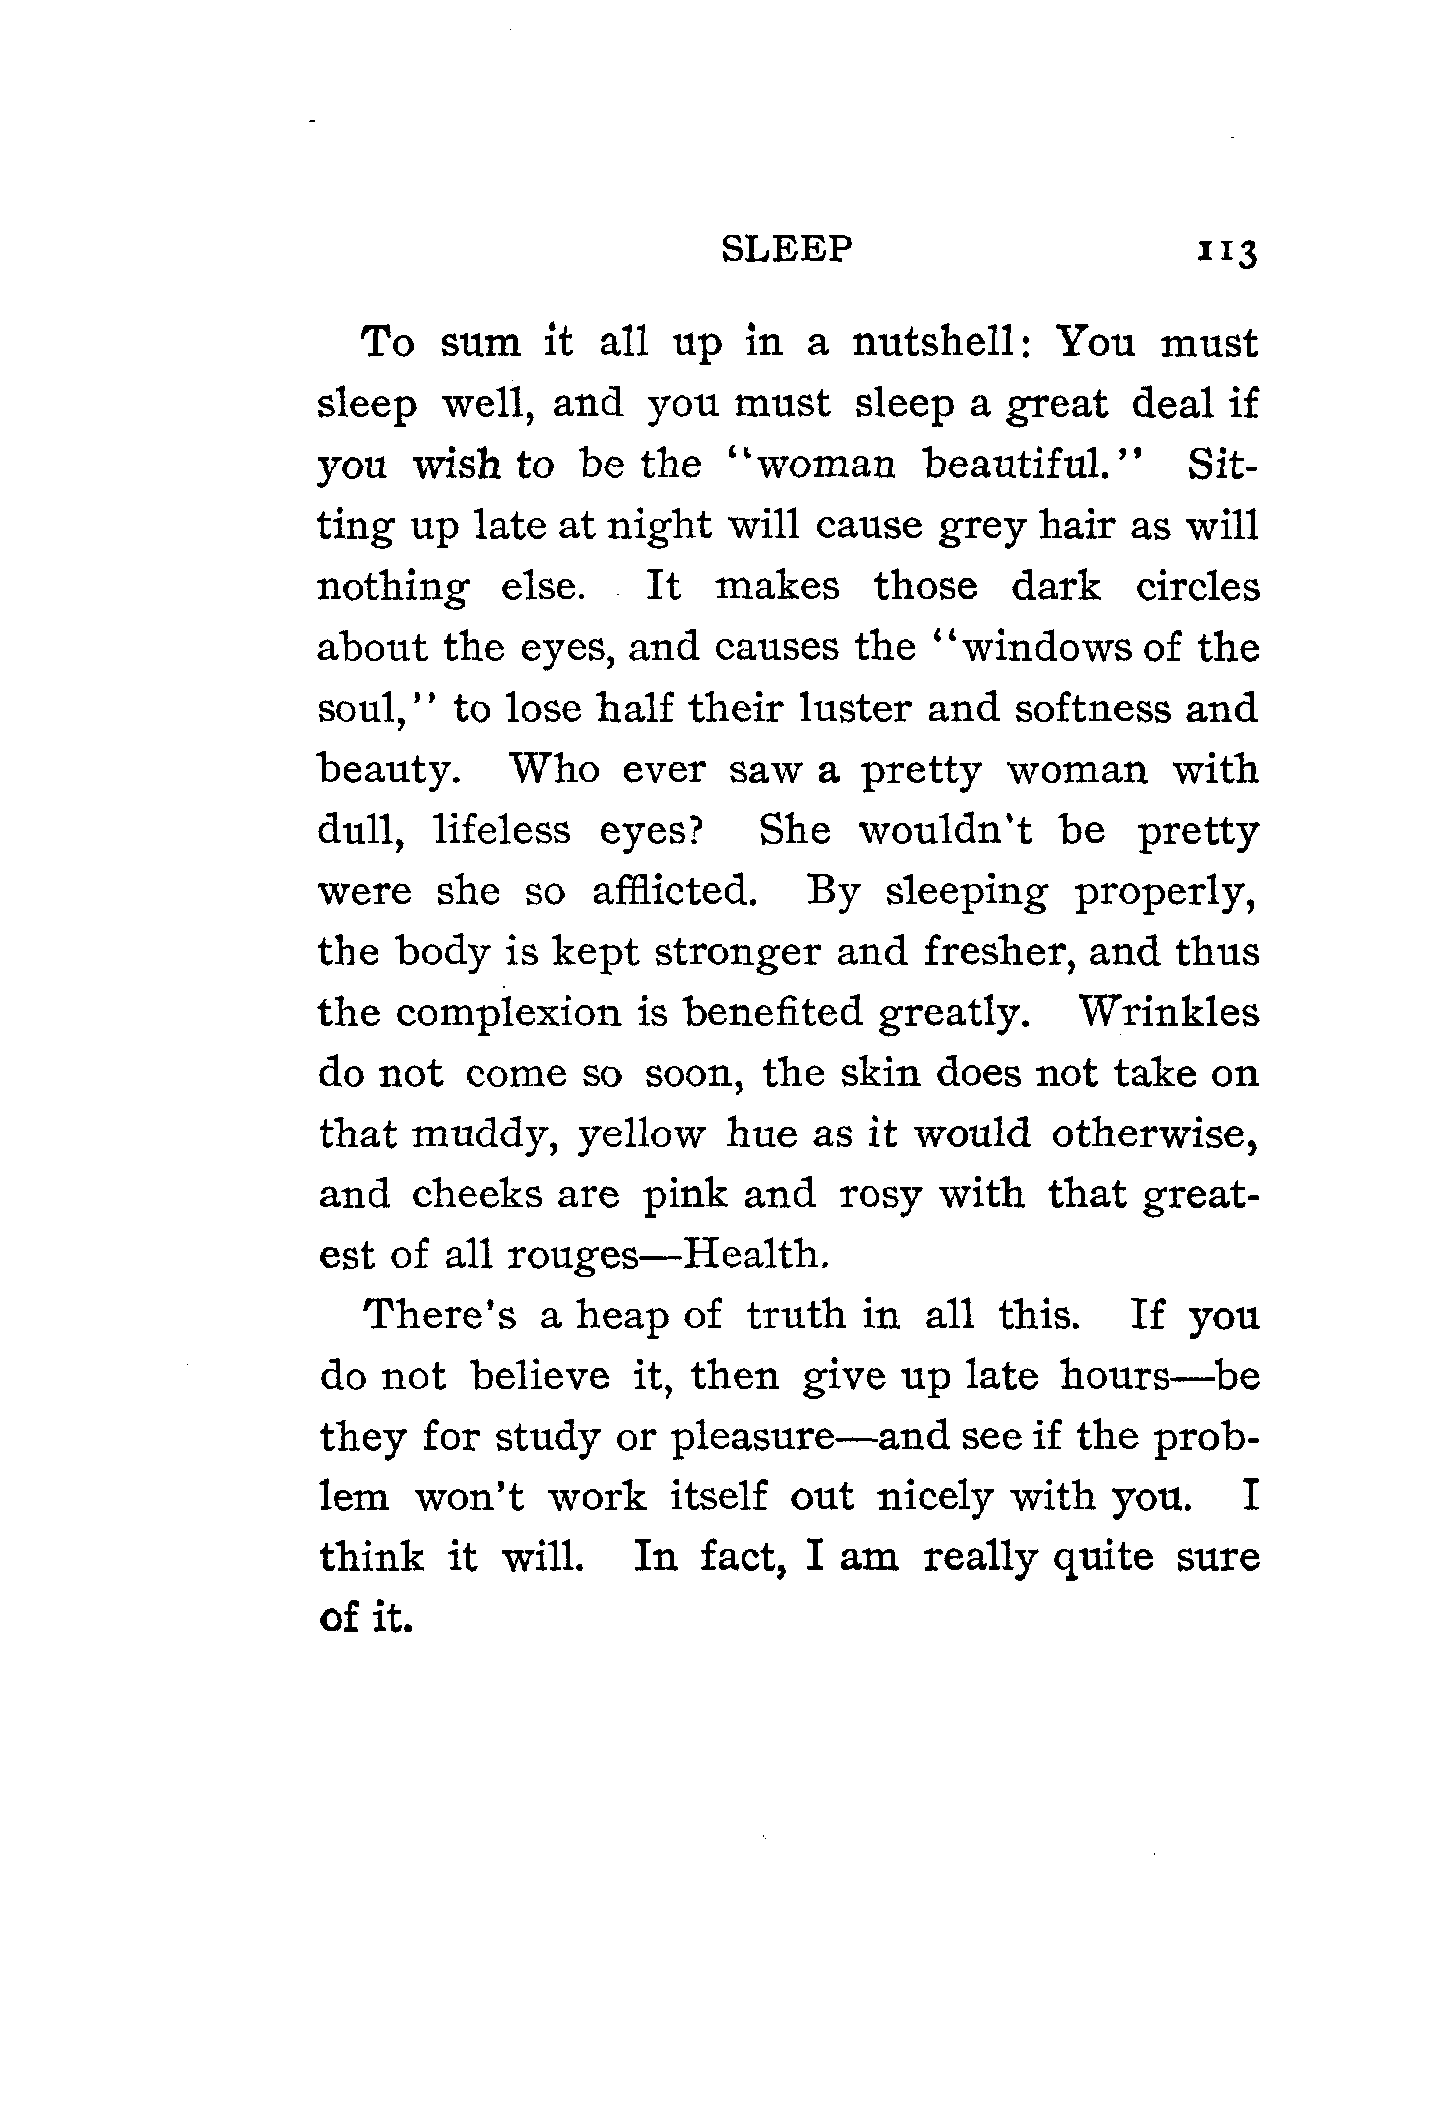 SLEEP 113
To sum it all up in a nutshell: You must
sleep well, and you must sleep a great deal if
you wish to be the "woman beautiful." Sit-
ting up late at night will cause grey hair as will
nothing else. It makes those dark circles
about the eyes, and causes the "windows of the
soul," to lose half their luster and softness and
beauty. Who ever saw a pretty woman with
dull, lifeless eyes? She wouldn't be pretty
were she so afflicted. By sleeping properly,
the body is kept stronger and fresher, and thus
the complexion is benefited greatly. Wrinkles
do not come so soon, the skin does not take on
that muddy, yellow hue as it would otherwise,
and cheeks are pink and rosy with that great-
est of all rouges—Health.
There's a heap of truth in all this. If you
do not believe it, then give up late hours—be
they for study or pleasure—and see if the prob-
lem won't work itself out nicely with you. I
think it will. In fact, I am really quite sure
of it.